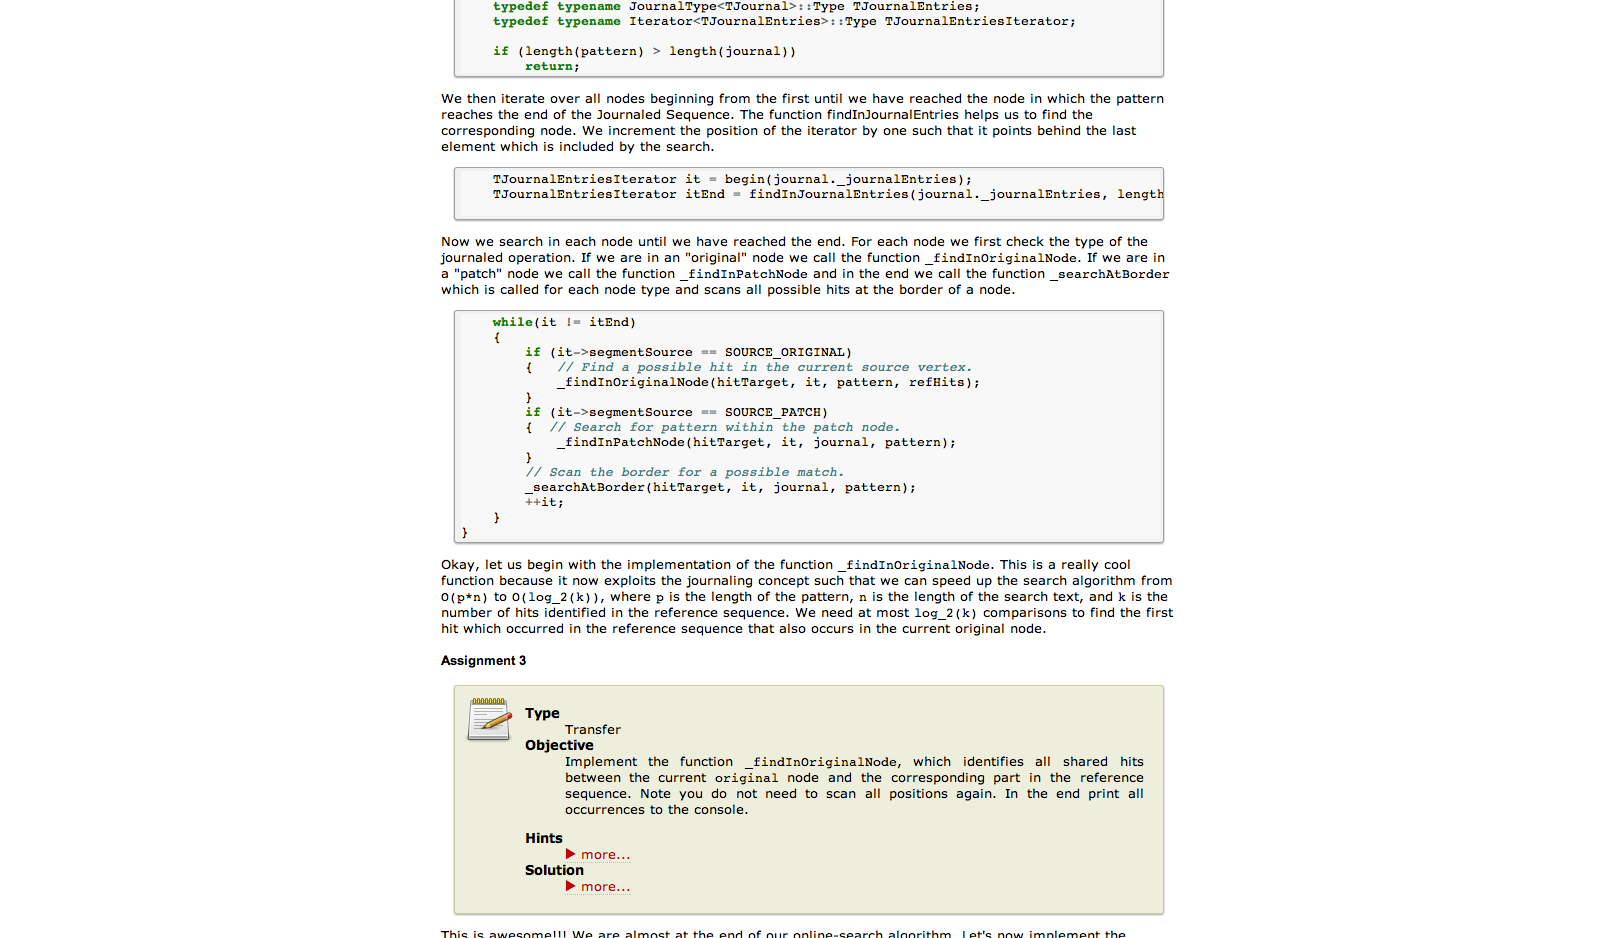 typedef typename JournalType<TJournal>::Type TJournalEntries;
typedef typename Iterator<TJournalEntries>::Type TJournalEntriesIterator;
if (length(pattern) > length(journal))
return;
We then iterate over all nodes beginning from the first until we have reached the node in which the pattern
reaches the end of the Journaled Sequence. The function findInJournalEntries helps us to find the
corresponding node. We increment the position of the iterator by one such that it points behind the last
element which is included by the search.
TJournalEntriesIterator it = begin(journal._journalEntries);
TJournalEntriesIterator itEnd = findInJournalEntries(journal._journalEntries, length
Now we search in each node until we have reached the end. For each node we first check the type of the
journaled operation. If we are in an "original" node we call the function _findInOriginalNode. If we are in
a "patch" node we call the function _findInPatchNode and in the end we call the function _searchAtBorder
which is called for each node type and scans all possible hits at the border of a node.
while(it != itEnd)
{
if (it->segmentSource == SOURCE_ORIGINAL)
{ // Find a possible hit in the current source vertex.
_findInOriginalNode(hitTarget, it, pattern, refHits);
}
if (it->segmentSource == SOURCE_PATCH)
{ // Search for pattern within the patch node.
_findInPatchNode(hitTarget, it, journal, pattern);
}
// Scan the border for a possible match.
_searchAtBorder(hitTarget, it, journal, pattern);
++it;
}
}
Okay, let us begin with the implementation of the function _findInOriginalNode. This is a really cool
function because it now exploits the journaling concept such that we can speed up the search algorithm from
O(p*n) to O(log_2(k)), where p is the length of the pattern, n is the length of the search text, and k is the
number of hits identified in the reference sequence. We need at most log_2(k) comparisons to find the first
hit which occurred in the reference sequence that also occurs in the current original node.
Assignment 3
Type
Transfer
Objective
Implement the function _findInOriginalNode, which identifies all shared hits
between the current original node and the corresponding part in the reference
sequence. Note you do not need to scan all positions again. In the end print all
occurrences to the console.
Hints
more...
Solution
more...
This is awesome!!! We are almost at the end of our online-search algorithm. Let's now implement the